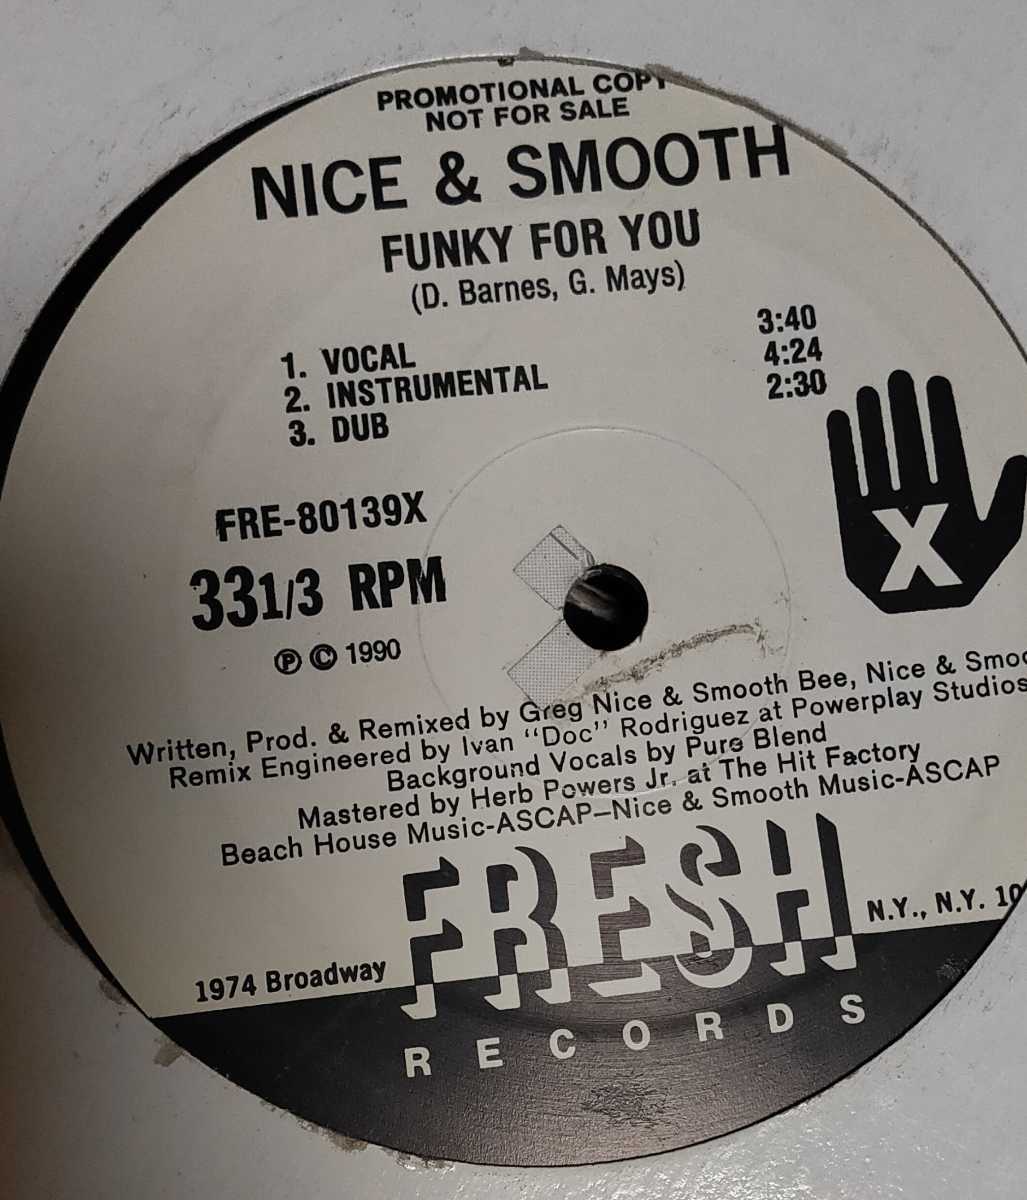 PROMOTIONAL COPY
NOT FOR SALE
NICE & SMOOTH
FUNKY FOR YOU
(D. Barnes, G. Mays)
1. VOCAL 3:40
2. INSTRUMENTAL 4:24
3. DUB 2:30
X
FRE-80139X
33 1/3 RPM
℗ © 1990
Written, Prod. & Remixed by Greg Nice & Smooth Bee, Nice & Smoo
Remix Engineered by Ivan "Doc" Rodriguez at Powerplay Studios
Background Vocals by Pure Blend
Mastered by Herb Powers Jr. at The Hit Factory
Beach House Music-ASCAP–Nice & Smooth Music-ASCAP
1974 Broadway FRESH N.Y., N.Y. 10
RECORDS